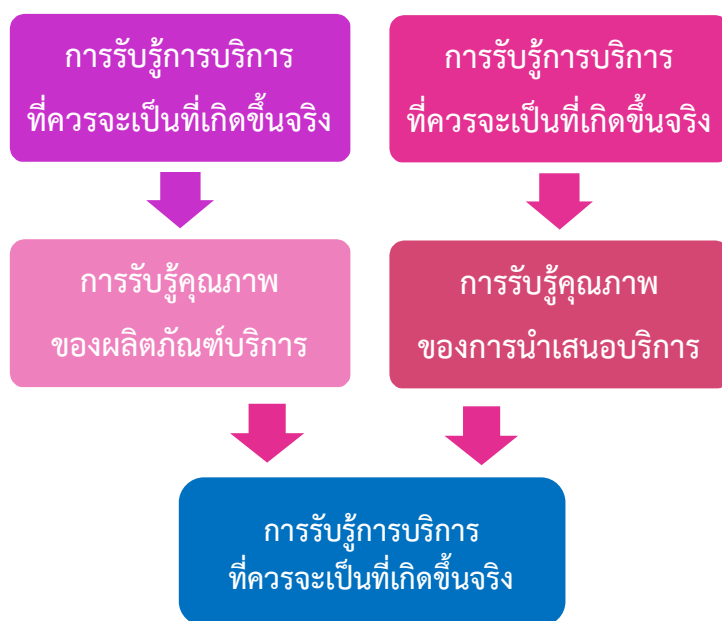 การรับรู้การบริการ
ที่ควรจะเป็นที่เกิดขึ้นจริง
การรับรู้การบริการ
ที่ควรจะเป็นที่เกิดขึ้นจริง
การรับรู้คุณภาพ
ของผลิตภัณฑ์บริการ
การรับรู้คุณภาพ
ของการนำเสนอบริการ
การรับรู้การบริการ
ที่ควรจะเป็นที่เกิดขึ้นจริง